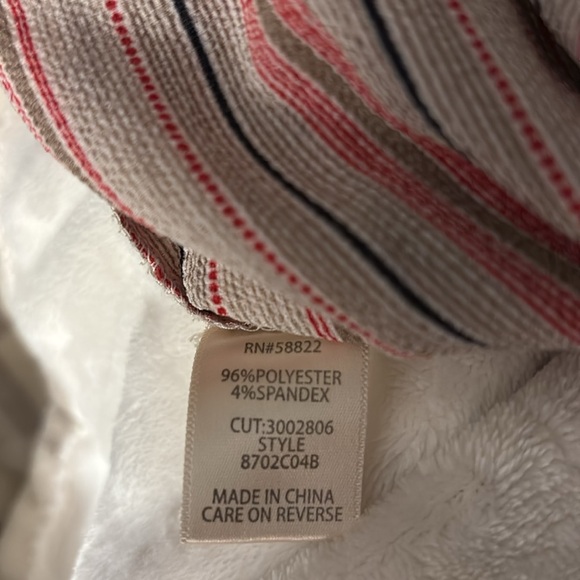 RN#58822
96%POLYESTER
4%SPANDEX
CUT:3002806
STYLE
8702C04B
MADE IN CHINA
CARE ON REVERSE